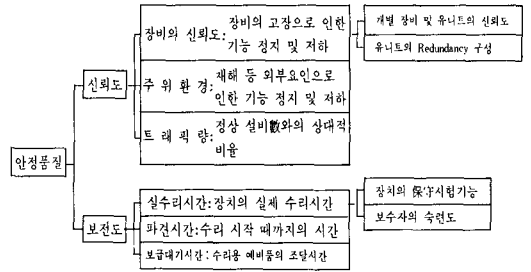 장비와 신뢰도: 장비의 고장으로 인한
기능 정지 및 저하
개별 장비 및 유니트의 신뢰도
유니트의 Redundancy 구성
신뢰도
주 위 환 경: 재해 등 외부요인으로
인한 기능 정지 및 저하
트 래 픽 량: 정상 설비數와의 상대적
비율
안정품질
실수리시간:장치의 실제 수리시간
장치의 保守시험기능
보수자의 숙련도
보전도
파견시간:수리 시작 때까지의 시간
보급대기시간: 수리용 예비품의 조달시간